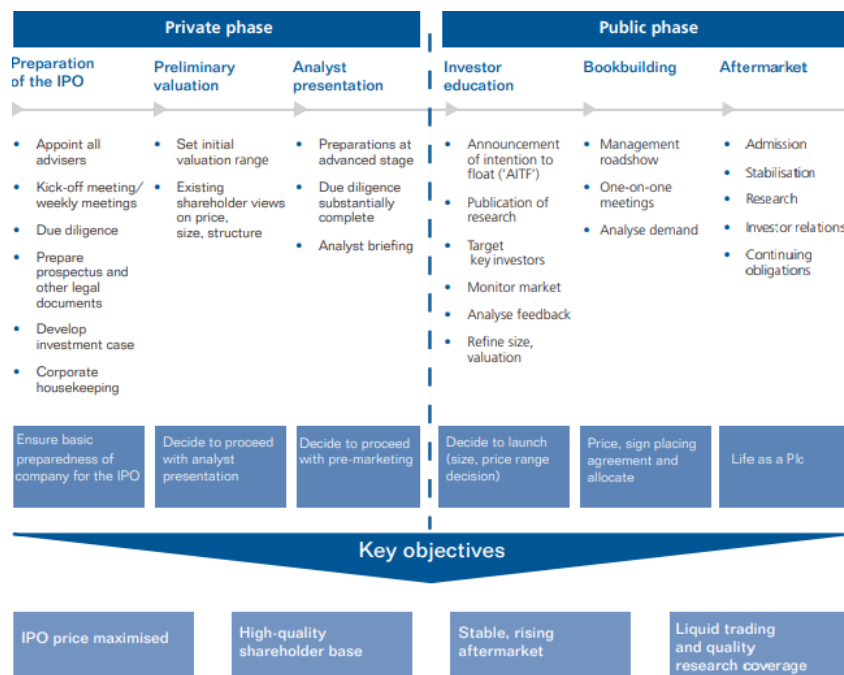 Private phase
Public phase
Preparation
of the IPO
Preliminary
valuation
Analyst
presentation
Investor
education
Bookbuilding
Aftermarket
• Appoint all
advisers
• Kick-off meeting/
weekly meetings
• Due diligence
• Prepare
prospectus and
other legal
documents
• Develop
investment case
• Corporate
housekeeping
• Set initial
valuation range
• Existing
shareholder views
on price,
size, structure
• Preparations at
advanced stage
• Due diligence
substantially
complete
• Analyst briefing
• Announcement
of intention to
float (‘AITF’)
• Publication of
research
• Target
key investors
• Monitor market
• Analyse feedback
• Refine size,
valuation
• Management
roadshow
• One-on-one
meetings
• Analyse demand
• Admission
• Stabilisation
• Research
• Investor relations
• Continuing
obligations
Ensure basic
preparedness of
company for the IPO
Decide to proceed
with analyst
presentation
Decide to proceed
with pre-marketing
Decide to launch
(size, price range
decision)
Price, sign placing
agreement and
allocate
Life as a Plc
Key objectives
IPO price maximised
High-quality
shareholder base
Stable, rising
aftermarket
Liquid trading
and quality
research coverage